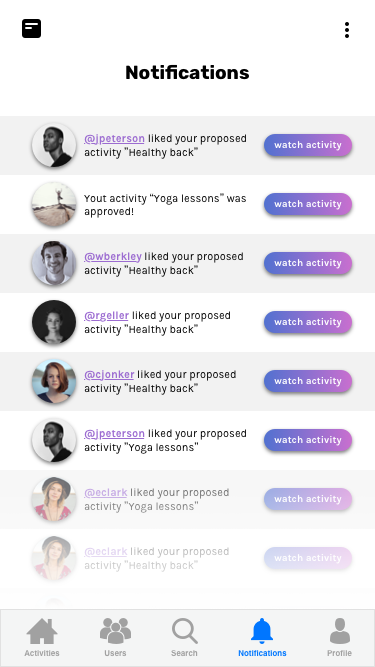 Notifications
@jpeterson liked your proposed
activity "Healthy back"
watch activity
Yout activity "Yoga lessons" was
approved!
watch activity
@wberkley liked your proposed
activity "Healthy back"
watch activity
@rgeller liked your proposed
activity "Healthy back"
watch activity
@cjonker liked your proposed
activity "Healthy back"
watch activity
@jpeterson liked your proposed
activity "Yoga lessons"
watch activity
@eclark liked your proposed
activity "Yoga lessons"
watch activity
@eclark liked your proposed
activity "Healthy back"
watch activity
Activities Users Search Notifications Profile